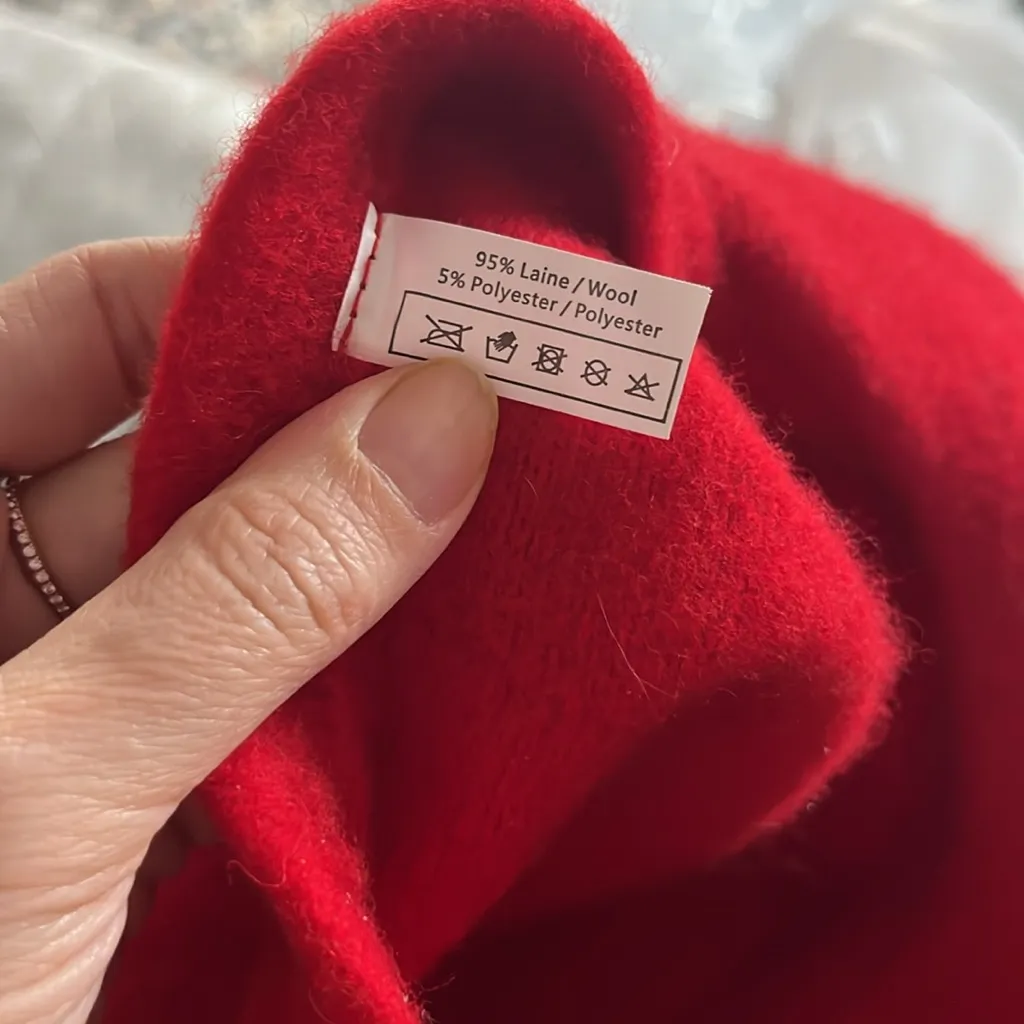 95% Laine / Wool
5% Polyester / Polyester